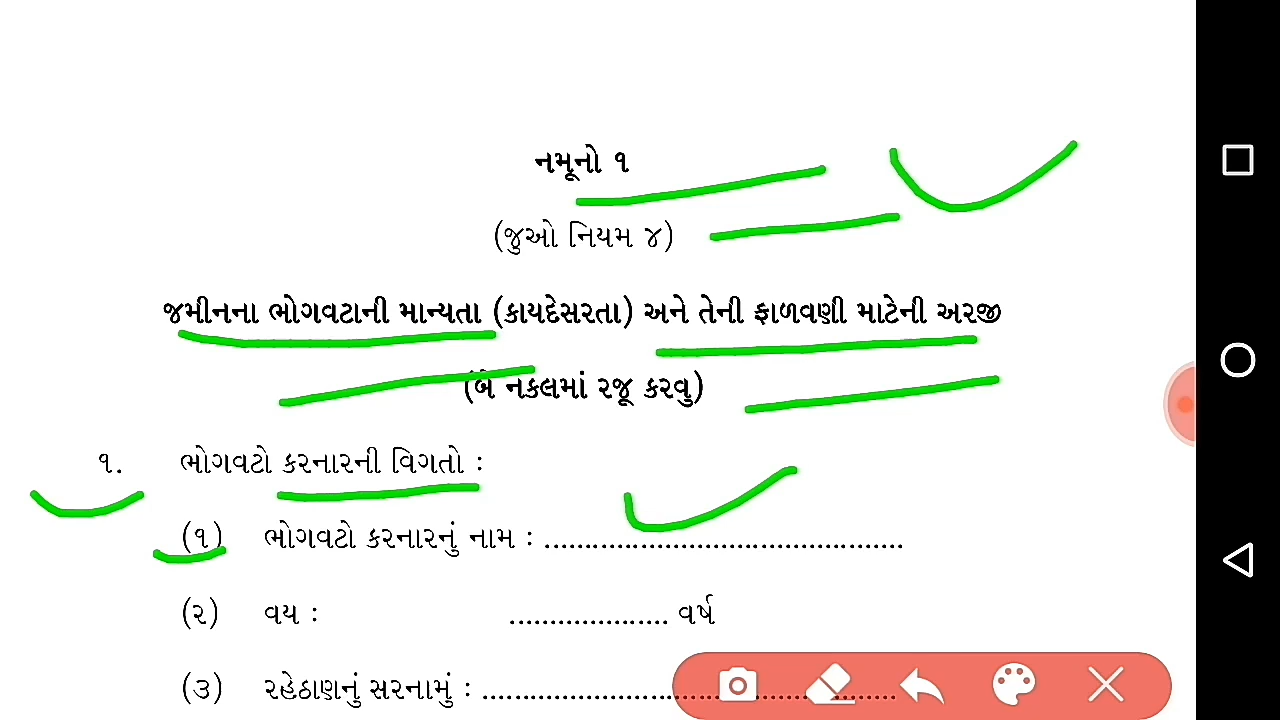 નમૂનો ૧
(જુઓ નિયમ ૪)
જમીનના ભોગવટાની માન્યતા (કાયદેસરતા) અને તેની ફાળવણી માટેની અરજી
(બે નકલમાં રજૂ કરવુ)
૧. ભોગવટો કરનારની વિગતો :
(૧) ભોગવટો કરનારનું નામ : ............................................
(૨) વય : ................... વર્ષ
(૩) રહેઠાણનું સરનામું : ..................................................